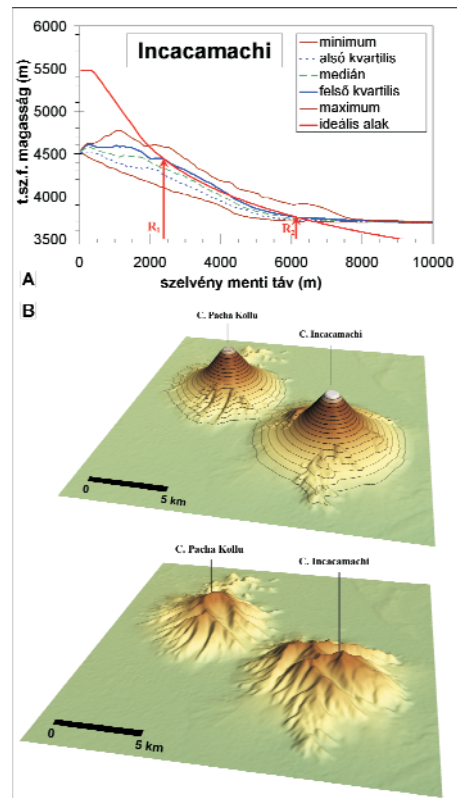 Incacamachi
minimum
alsó kvartilis
medián
felső kvartilis
maximum
ideális alak
t.sz.f. magasság (m)
5500
5000
4500
4000
3500
R₁
R₂
0
2000
4000
6000
8000
10000
szelvény menti táv (m)
A
B
C. Pacha Kollu
C. Incacamachi
0
5 km
C. Pacha Kollu
C. Incacamachi
0
5 km